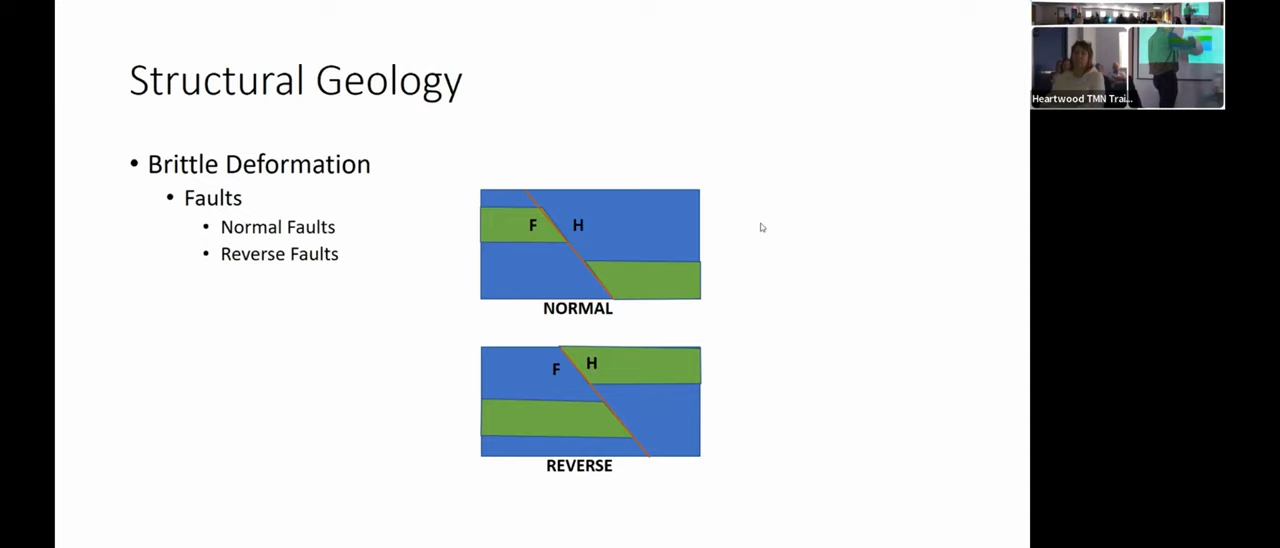 Structural Geology
• Brittle Deformation
• Faults
• Normal Faults
• Reverse Faults
F H
NORMAL
F H
REVERSE
Heartwood TMN Trai...